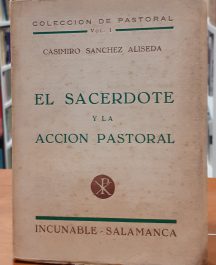 COLECCION DE PASTORAL
VOL. I
CASIMIRO SANCHEZ ALISEDA
EL SACERDOTE
Y LA
ACCION PASTORAL
INCUNABLE - SALAMANCA